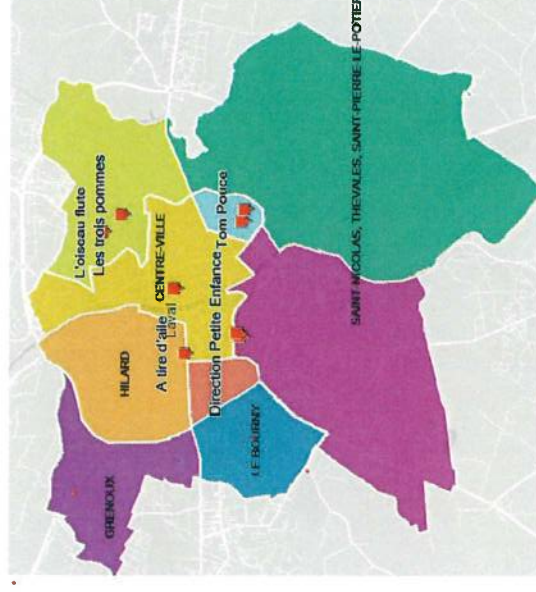 L'oiseau flute
Les trois pommes
CENTRE-VILLE
Tom Pouce
A tire d'aile
Laval
Direction Petite Enfance
HILARD
GRENOUX
LE BOURNY
SAINT-NICOLAS, THEVALES, SAINT-PIERRE-LE-POTIER